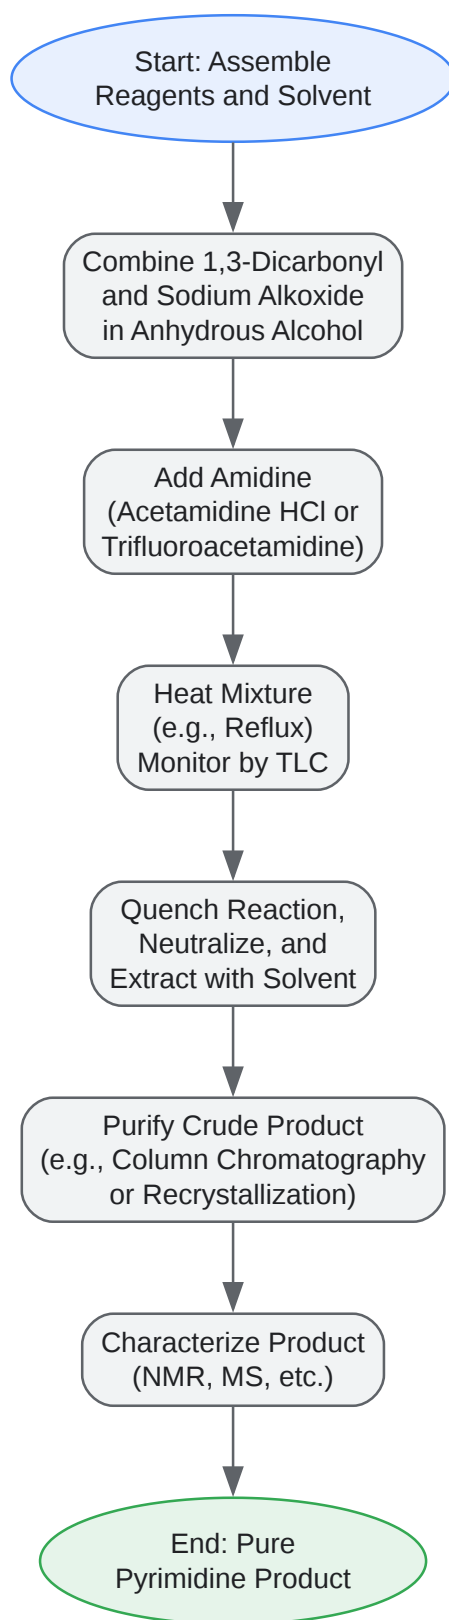 Start: Assemble
Reagents and Solvent
Combine 1,3-Dicarbonyl
and Sodium Alkoxide
in Anhydrous Alcohol
Add Amidine
(Acetamidine HCl or
Trifluoroacetamidine)
Heat Mixture
(e.g., Reflux)
Monitor by TLC
Quench Reaction,
Neutralize, and
Extract with Solvent
Purify Crude Product
(e.g., Column Chromatography
or Recrystallization)
Characterize Product
(NMR, MS, etc.)
End: Pure
Pyrimidine Product